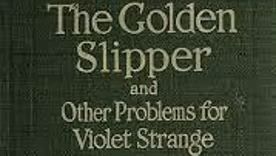 The Golden
Slipper
and
Other Problems for
Violet Strange